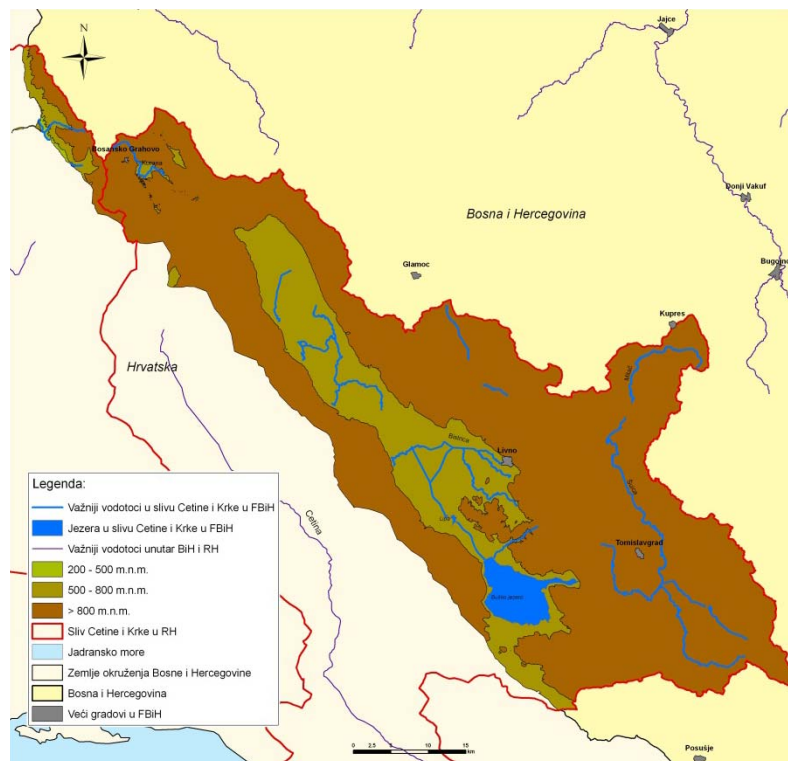 N
Jajce
Bosansko Grahovo
Donji Vakuf
Bosna i Hercegovina
Glamoc
Bugojno
Kupres
Hrvatska
Milač
Bistrica
Livno
Šuica
Cetina
Tomislavgrad
Buško jezero
Posušje
Legenda:
Važniji vodotoci u slivu Cetine i Krke u FBiH
Jezera u slivu Cetine i Krke u FBiH
Važniji vodotoci unutar BiH i RH
200 - 500 m.n.m.
500 - 800 m.n.m.
> 800 m.n.m.
Sliv Cetine i Krke u RH
Jadransko more
Zemlje okruženja Bosne i Hercegovine
Bosna i Hercegovina
Veći gradovi u FBiH
0 2,5 5 10 15
km